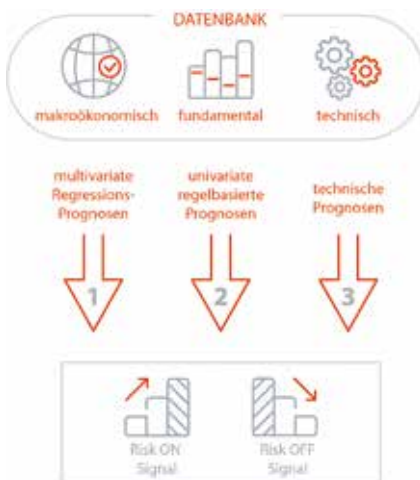 DATENBANK
makroökonomisch fundamental technisch
multivariate
Regressions-
Prognosen
univariate
regelbasierte
Prognosen
technische
Prognosen
1 2 3
Risk ON
Signal
Risk OFF
Signal